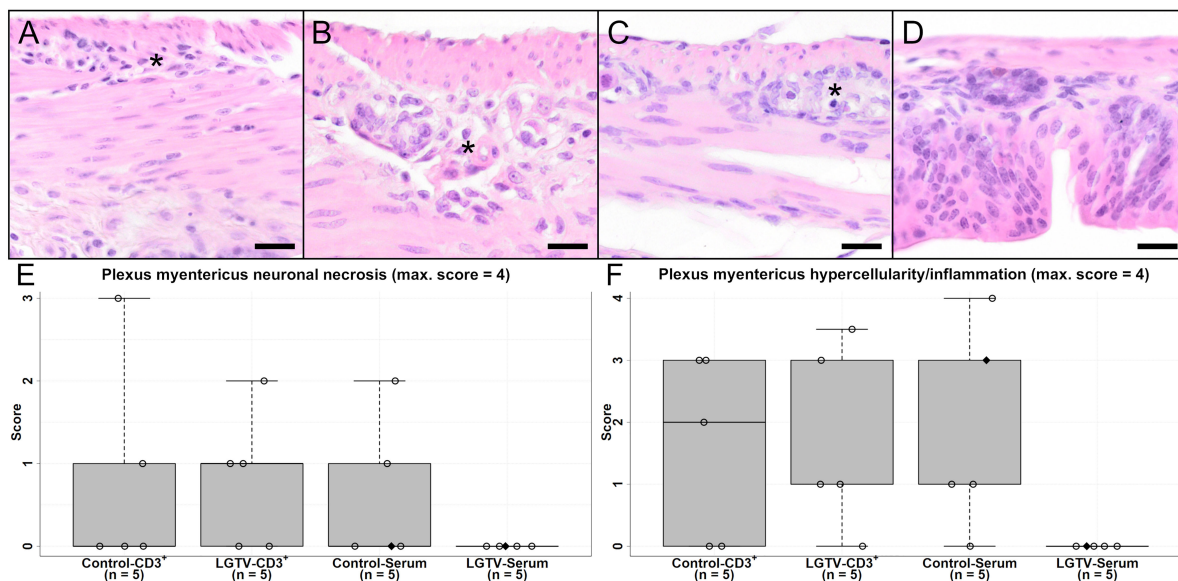 A
B
C
D
*
*
*
E
Plexus myentericus neuronal necrosis (max. score = 4)
3
2
1
0
Score
Control-CD3⁺
(n = 5)
LGTV-CD3⁺
(n = 5)
Control-Serum
(n = 5)
LGTV-Serum
(n = 5)
F
Plexus myentericus hypercellularity/inflammation (max. score = 4)
4
3
2
1
0
Score
Control-CD3⁺
(n = 5)
LGTV-CD3⁺
(n = 5)
Control-Serum
(n = 5)
LGTV-Serum
(n = 5)